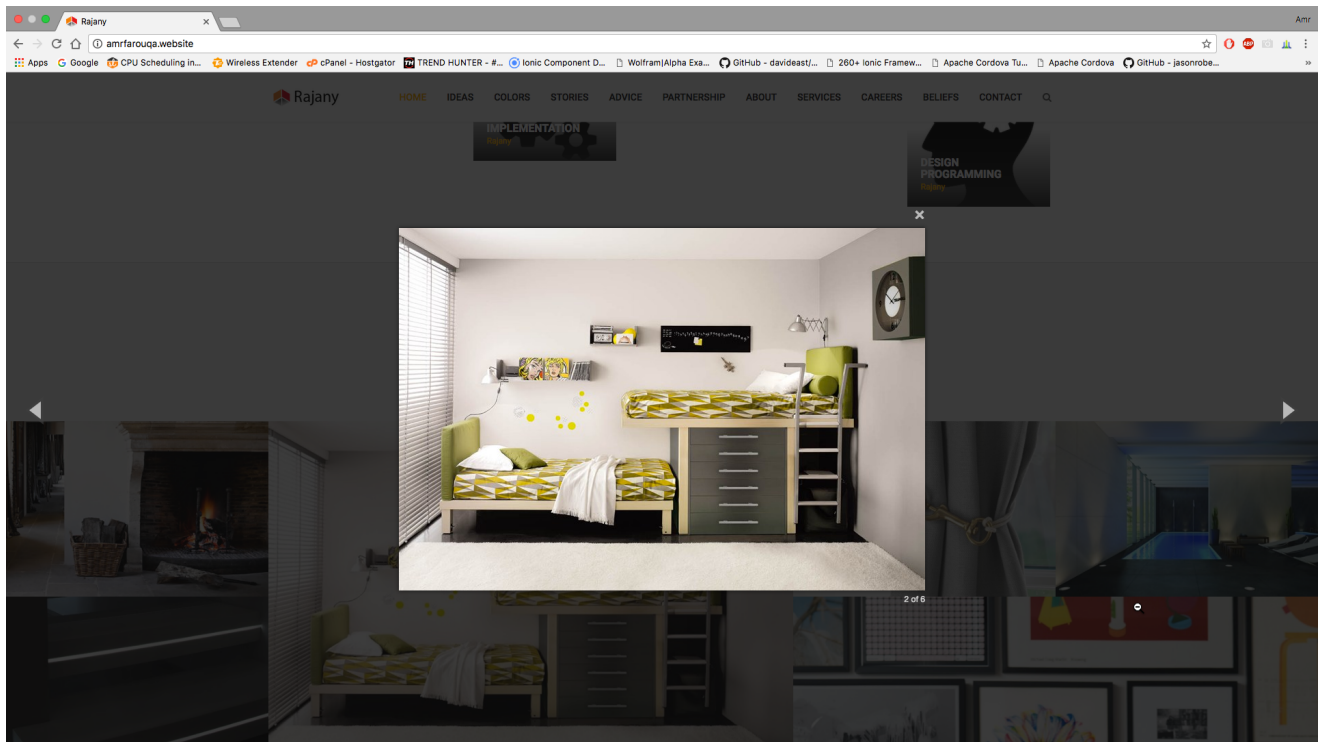 Rajany
Amr
amrfarouqa.website
ABP
Apps Google CPU Scheduling in... Wireless Extender cPanel - Hostgator TH TREND HUNTER - #... Ionic Component D... Wolfram|Alpha Exa... GitHub - davideast/... 260+ Ionic Framew... Apache Cordova Tu... Apache Cordova GitHub - jasonrobe... »
Rajany HOME IDEAS COLORS STORIES ADVICE PARTNERSHIP ABOUT SERVICES CAREERS BELIEFS CONTACT
IMPLEMENTATION
Rajany
DESIGN
PROGRAMMING
Rajany
2 of 6